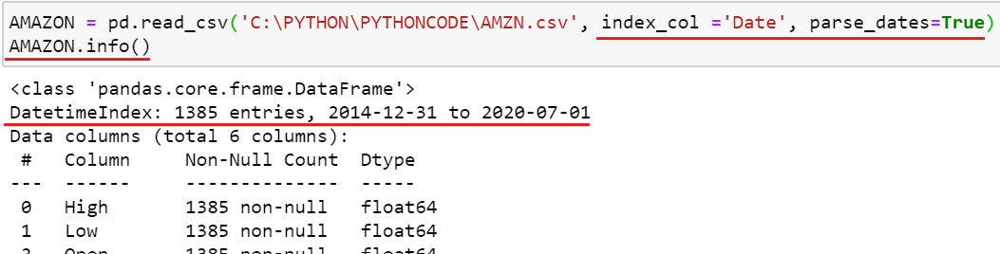 AMAZON = pd.read_csv('C:\PYTHON\PYTHONCODE\AMZN.csv', index_col ='Date', parse_dates=True)
AMAZON.info()
<class 'pandas.core.frame.DataFrame'>
DatetimeIndex: 1385 entries, 2014-12-31 to 2020-07-01
Data columns (total 6 columns):
 #   Column     Non-Null Count  Dtype
---  ------     --------------  -----
 0   High       1385 non-null   float64
 1   Low        1385 non-null   float64
 2   Open       1385 non-null   float64